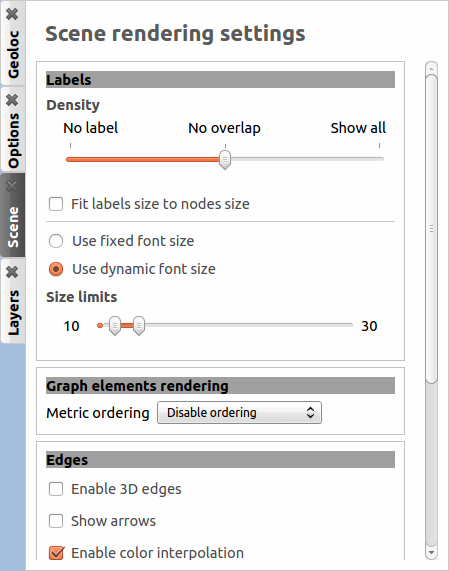 Geoloc
Options
Scene
Layers
Scene rendering settings
Labels
Density
No label No overlap Show all
Fit labels size to nodes size
Use fixed font size
Use dynamic font size
Size limits
10 30
Graph elements rendering
Metric ordering Disable ordering
Edges
Enable 3D edges
Show arrows
Enable color interpolation